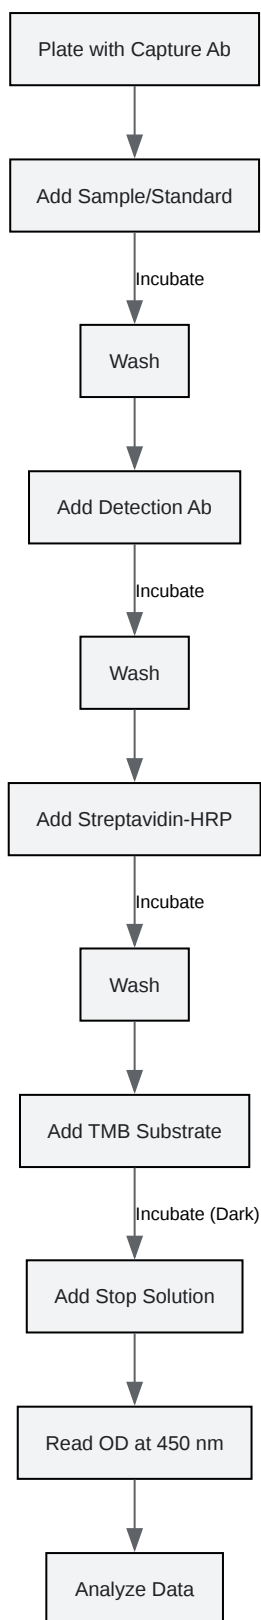 Plate with Capture Ab
Add Sample/Standard
Incubate
Wash
Add Detection Ab
Incubate
Wash
Add Streptavidin-HRP
Incubate
Wash
Add TMB Substrate
Incubate (Dark)
Add Stop Solution
Read OD at 450 nm
Analyze Data